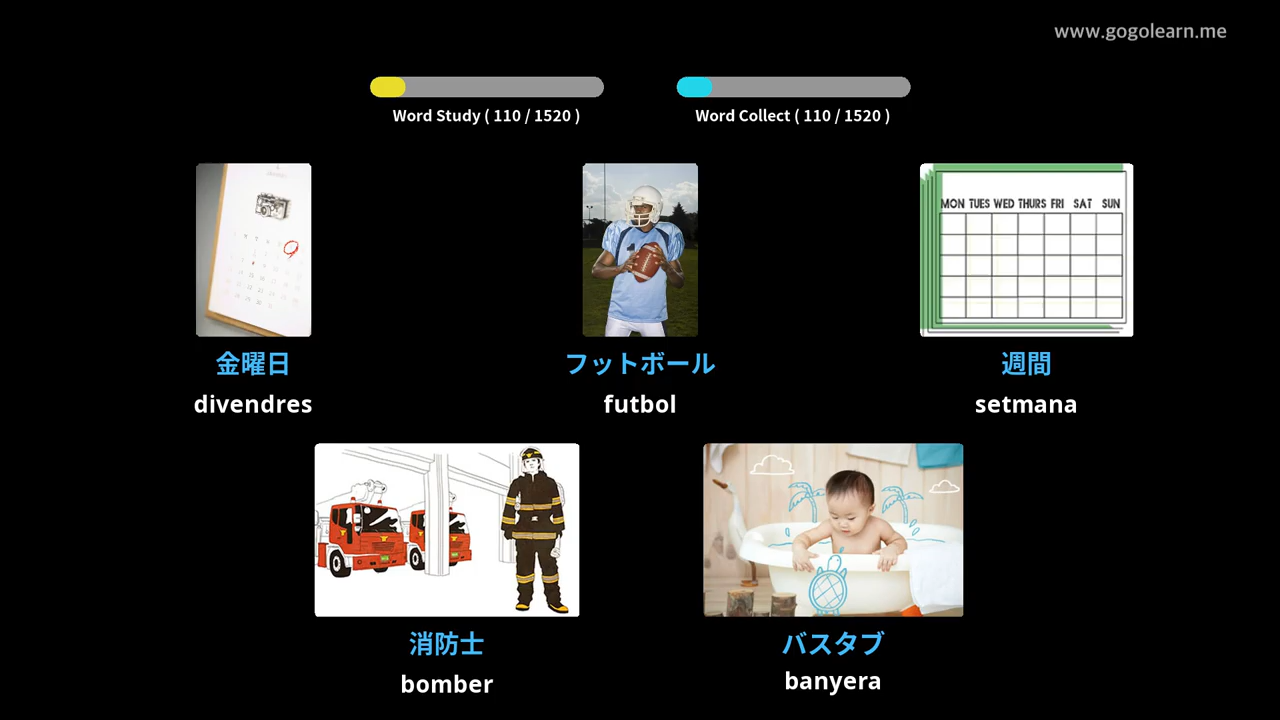 www.gogolearn.me
Word Study ( 110 / 1520 )
Word Collect ( 110 / 1520 )
MON TUES WED THURS FRI SAT SUN
金曜日
divendres
フットボール
futbol
週間
setmana
消防士
bomber
バスタブ
banyera